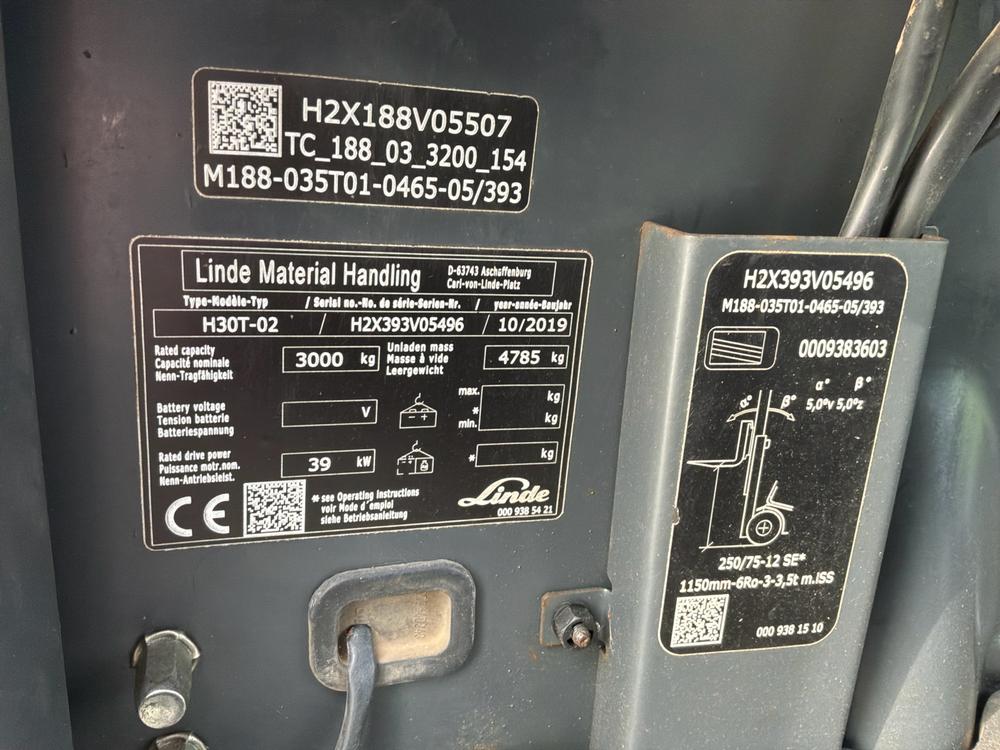 H2X188V05507
TC_188_03_3200_154
M188-035T01-0465-05/393
Linde Material Handling
D-63743 Aschaffenburg
Carl-von-Linde-Platz
Type-Modèle-Typ / Serial no.-No. de série-Serien-Nr. / year-année-Baujahr
H30T-02 / H2X393V05496 / 10/2019
Rated capacity
Capacité nominale
Nenn-Tragfähigkeit
3000 kg
Unladen mass
Masse à vide
Leergewicht
4785 kg
Battery voltage
Tension batterie
Batteriespannung
V
max. kg
*
min. kg
Rated drive power
Puissance motr.nom.
Nenn-Antriebsleist.
39 kW
* kg
CE
* see Operating instructions
voir Mode d'emploi
siehe Betriebsanleitung
Linde
000 938 54 21
H2X393V05496
M188-035T01-0465-05/393
0009383603
α° β°
5,0°v 5,0°z
α° β°
250/75-12 SE*
1150mm-6Ro-3-3,5t m.ISS
000 938 15 10